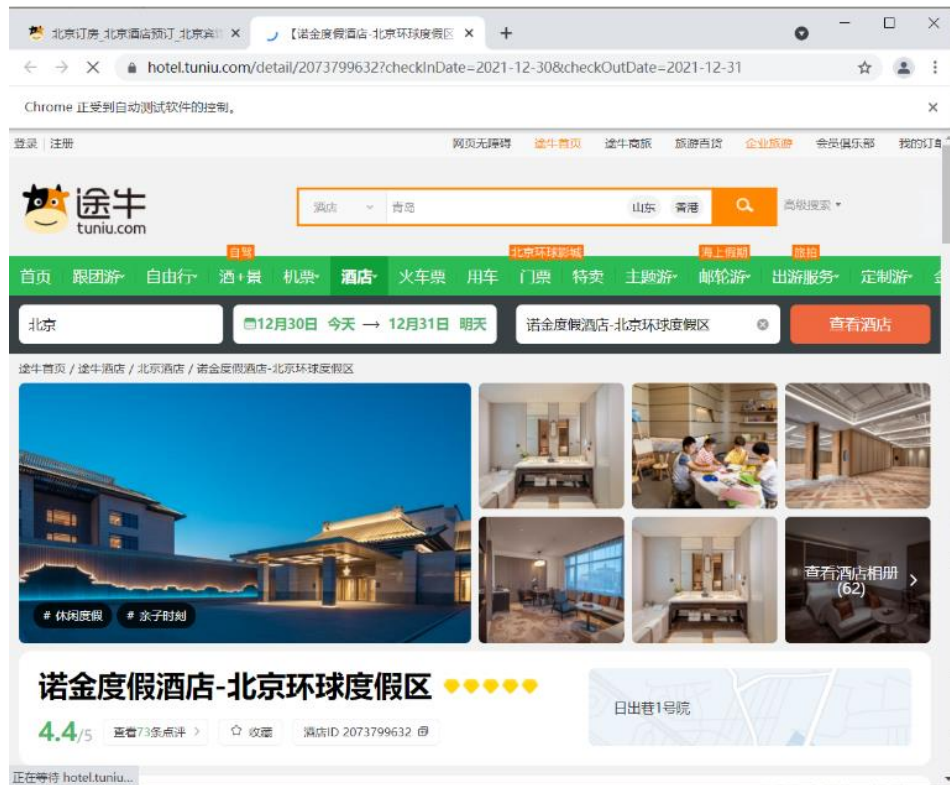 北京订房_北京酒店预订_北京宾
【诺金度假酒店-北京环球度假区
hotel.tuniu.com/detail/2073799632?checkInDate=2021-12-30&checkOutDate=2021-12-31
Chrome 正受到自动测试软件的控制。
登录 注册 网页无障碍 途牛首页 途牛商旅 旅游百货 企业旅游 会员俱乐部 我的订单
途牛
tuniu.com
酒店 青岛 山东 香港 高级搜索
自驾 北京环球影城 海上假期 旅拍
首页 跟团游 自由行 酒+景 机票 酒店 火车票 用车 门票 特卖 主题游 邮轮游 出游服务 定制游
北京 12月30日 今天 → 12月31日 明天 诺金度假酒店-北京环球度假区 查看酒店
途牛首页 / 途牛酒店 / 北京酒店 / 诺金度假酒店-北京环球度假区
查看酒店相册
(62)
# 休闲度假 # 亲子时刻
诺金度假酒店-北京环球度假区
日出巷1号院
4.4/5 查看73条点评 > 收藏 酒店ID 2073799632
正在等待 hotel.tuniu...